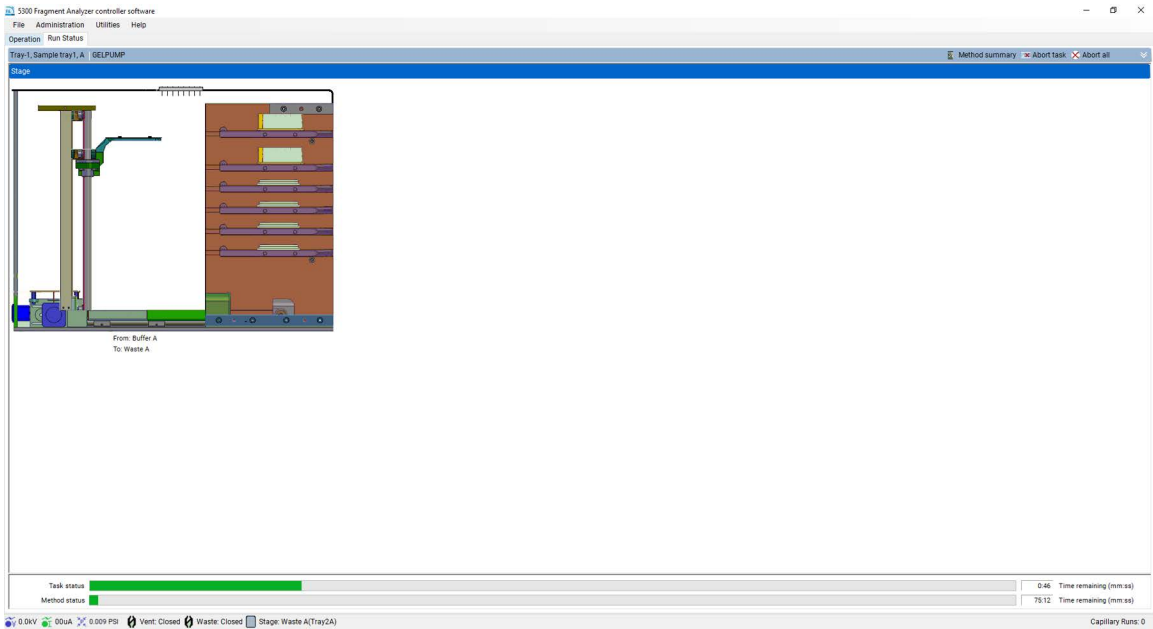 5300 Fragment Analyzer controller software
File Administration Utilities Help
Operation Run Status
Tray-1, Sample tray1, A GELPUMP Method summary Abort task Abort all
Stage
From: Buffer A
To: Waste A
Task status 0:46 Time remaining (mm:ss)
Method status 75:12 Time remaining (mm:ss)
0.0kV 00uA 0.009 PSI Vent: Closed Waste: Closed Stage: Waste A(Tray2A) Capillary Runs: 0